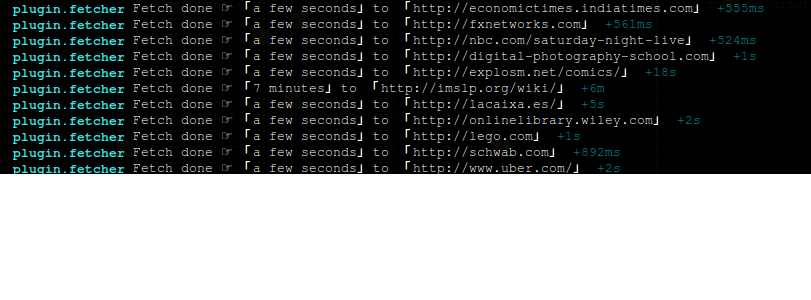 plugin.fetcher Fetch done ☞ 「a few seconds」 to 「http://economictimes.indiatimes.com」 +555ms
plugin.fetcher Fetch done ☞ 「a few seconds」 to 「http://fxnetworks.com」 +561ms
plugin.fetcher Fetch done ☞ 「a few seconds」 to 「http://nbc.com/saturday-night-live」 +524ms
plugin.fetcher Fetch done ☞ 「a few seconds」 to 「http://digital-photography-school.com」 +1s
plugin.fetcher Fetch done ☞ 「a few seconds」 to 「http://explosm.net/comics/」 +18s
plugin.fetcher Fetch done ☞ 「7 minutes」 to 「http://imslp.org/wiki/」 +6m
plugin.fetcher Fetch done ☞ 「a few seconds」 to 「http://lacaixa.es/」 +5s
plugin.fetcher Fetch done ☞ 「a few seconds」 to 「http://onlinelibrary.wiley.com」 +2s
plugin.fetcher Fetch done ☞ 「a few seconds」 to 「http://lego.com」 +1s
plugin.fetcher Fetch done ☞ 「a few seconds」 to 「http://schwab.com」 +892ms
plugin.fetcher Fetch done ☞ 「a few seconds」 to 「http://www.uber.com/」 +2s